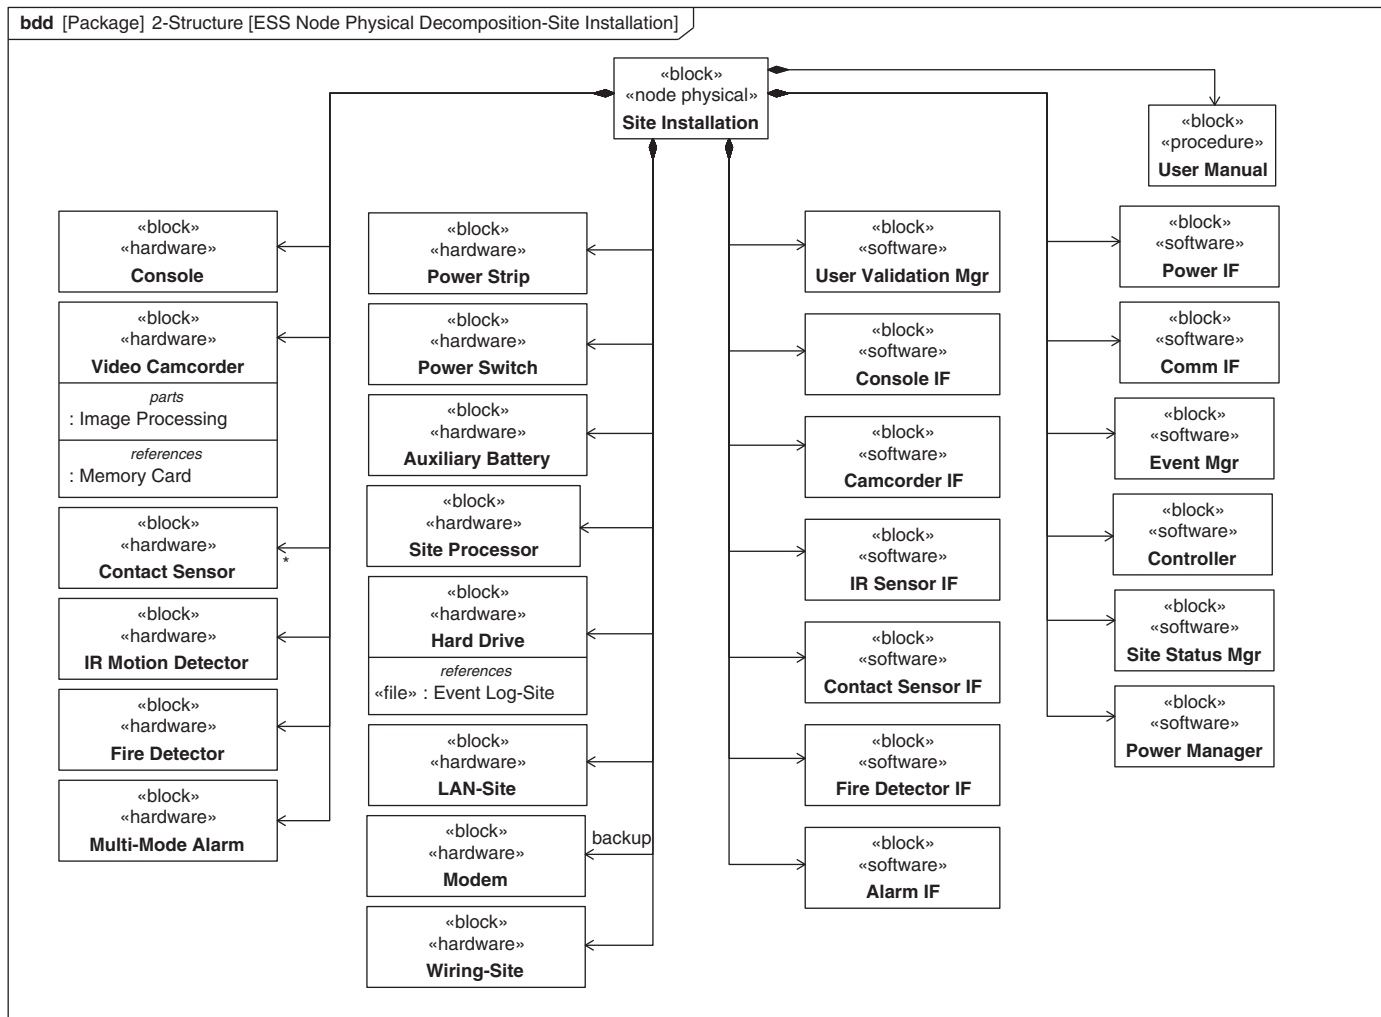 bdd [Package] 2-Structure [ESS Node Physical Decomposition-Site Installation]
«block»
«node physical»
Site Installation
«block»
«procedure»
User Manual
«block»
«hardware»
Console
«block»
«hardware»
Video Camcorder
parts
: Image Processing
references
: Memory Card
«block»
«hardware»
Contact Sensor
*
«block»
«hardware»
IR Motion Detector
«block»
«hardware»
Fire Detector
«block»
«hardware»
Multi-Mode Alarm
«block»
«hardware»
Power Strip
«block»
«hardware»
Power Switch
«block»
«hardware»
Auxiliary Battery
«block»
«hardware»
Site Processor
«block»
«hardware»
Hard Drive
references
«file» : Event Log-Site
«block»
«hardware»
LAN-Site
«block»
«hardware»
Modem
backup
«block»
«hardware»
Wiring-Site
«block»
«software»
User Validation Mgr
«block»
«software»
Console IF
«block»
«software»
Camcorder IF
«block»
«software»
IR Sensor IF
«block»
«software»
Contact Sensor IF
«block»
«software»
Fire Detector IF
«block»
«software»
Alarm IF
«block»
«software»
Power IF
«block»
«software»
Comm IF
«block»
«software»
Event Mgr
«block»
«software»
Controller
«block»
«software»
Site Status Mgr
«block»
«software»
Power Manager